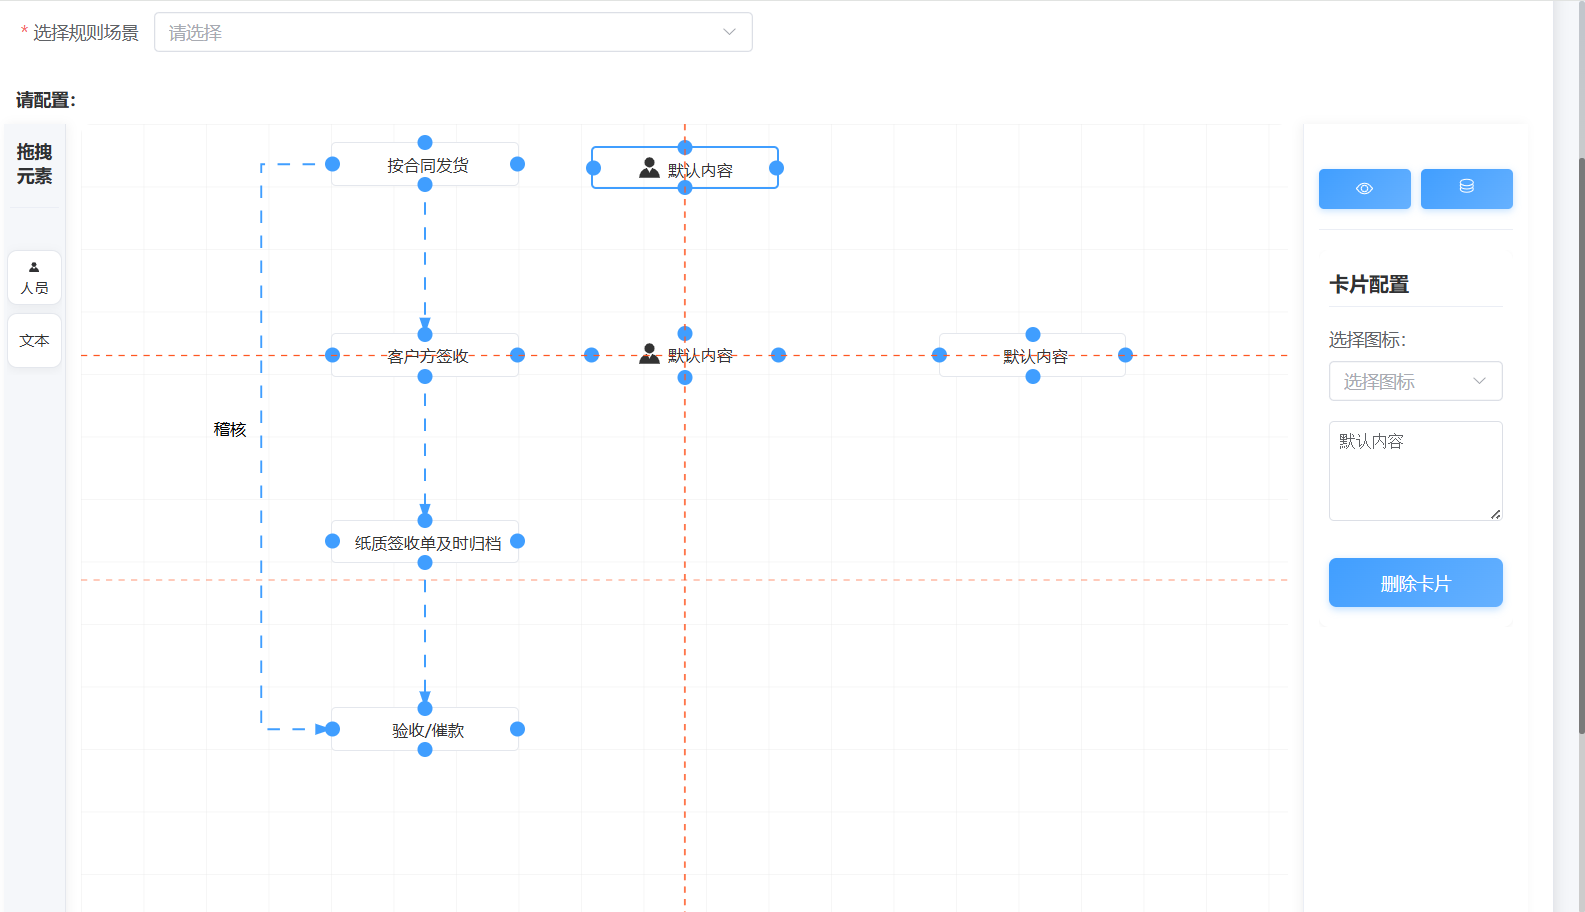 * 选择规则场景
请选择
请配置：
拖拽
元素
人员
文本
按合同发货
默认内容
客户方签收
默认内容
默认内容
稽核
纸质签收单及时归档
验收/催款
卡片配置
选择图标：
选择图标
默认内容
删除卡片